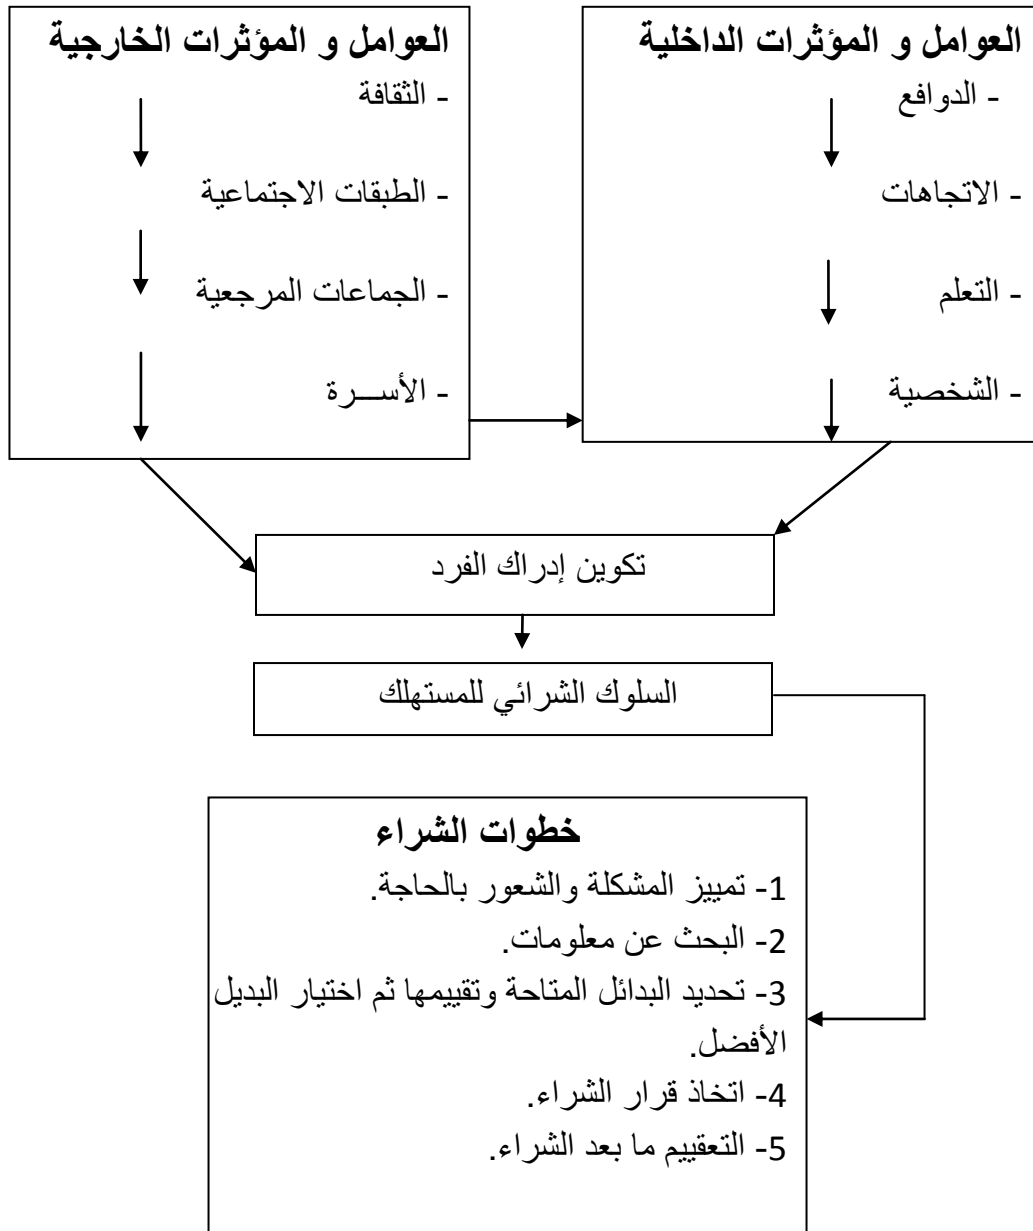 العوامل و المؤثرات الداخلية
- الدوافع
- الاتجاهات
- التعلم
- الشخصية
العوامل و المؤثرات الخارجية
- الثقافة
- الطبقات الاجتماعية
- الجماعات المرجعية
- الأســـرة
تكوين إدراك الفرد
السلوك الشرائي للمستهلك
خطوات الشراء
1- تمييز المشكلة والشعور بالحاجة.
2- البحث عن معلومات.
3- تحديد البدائل المتاحة وتقييمها ثم اختيار البديل
الأفضل.
4- اتخاذ قرار الشراء.
5- التعقييم ما بعد الشراء.